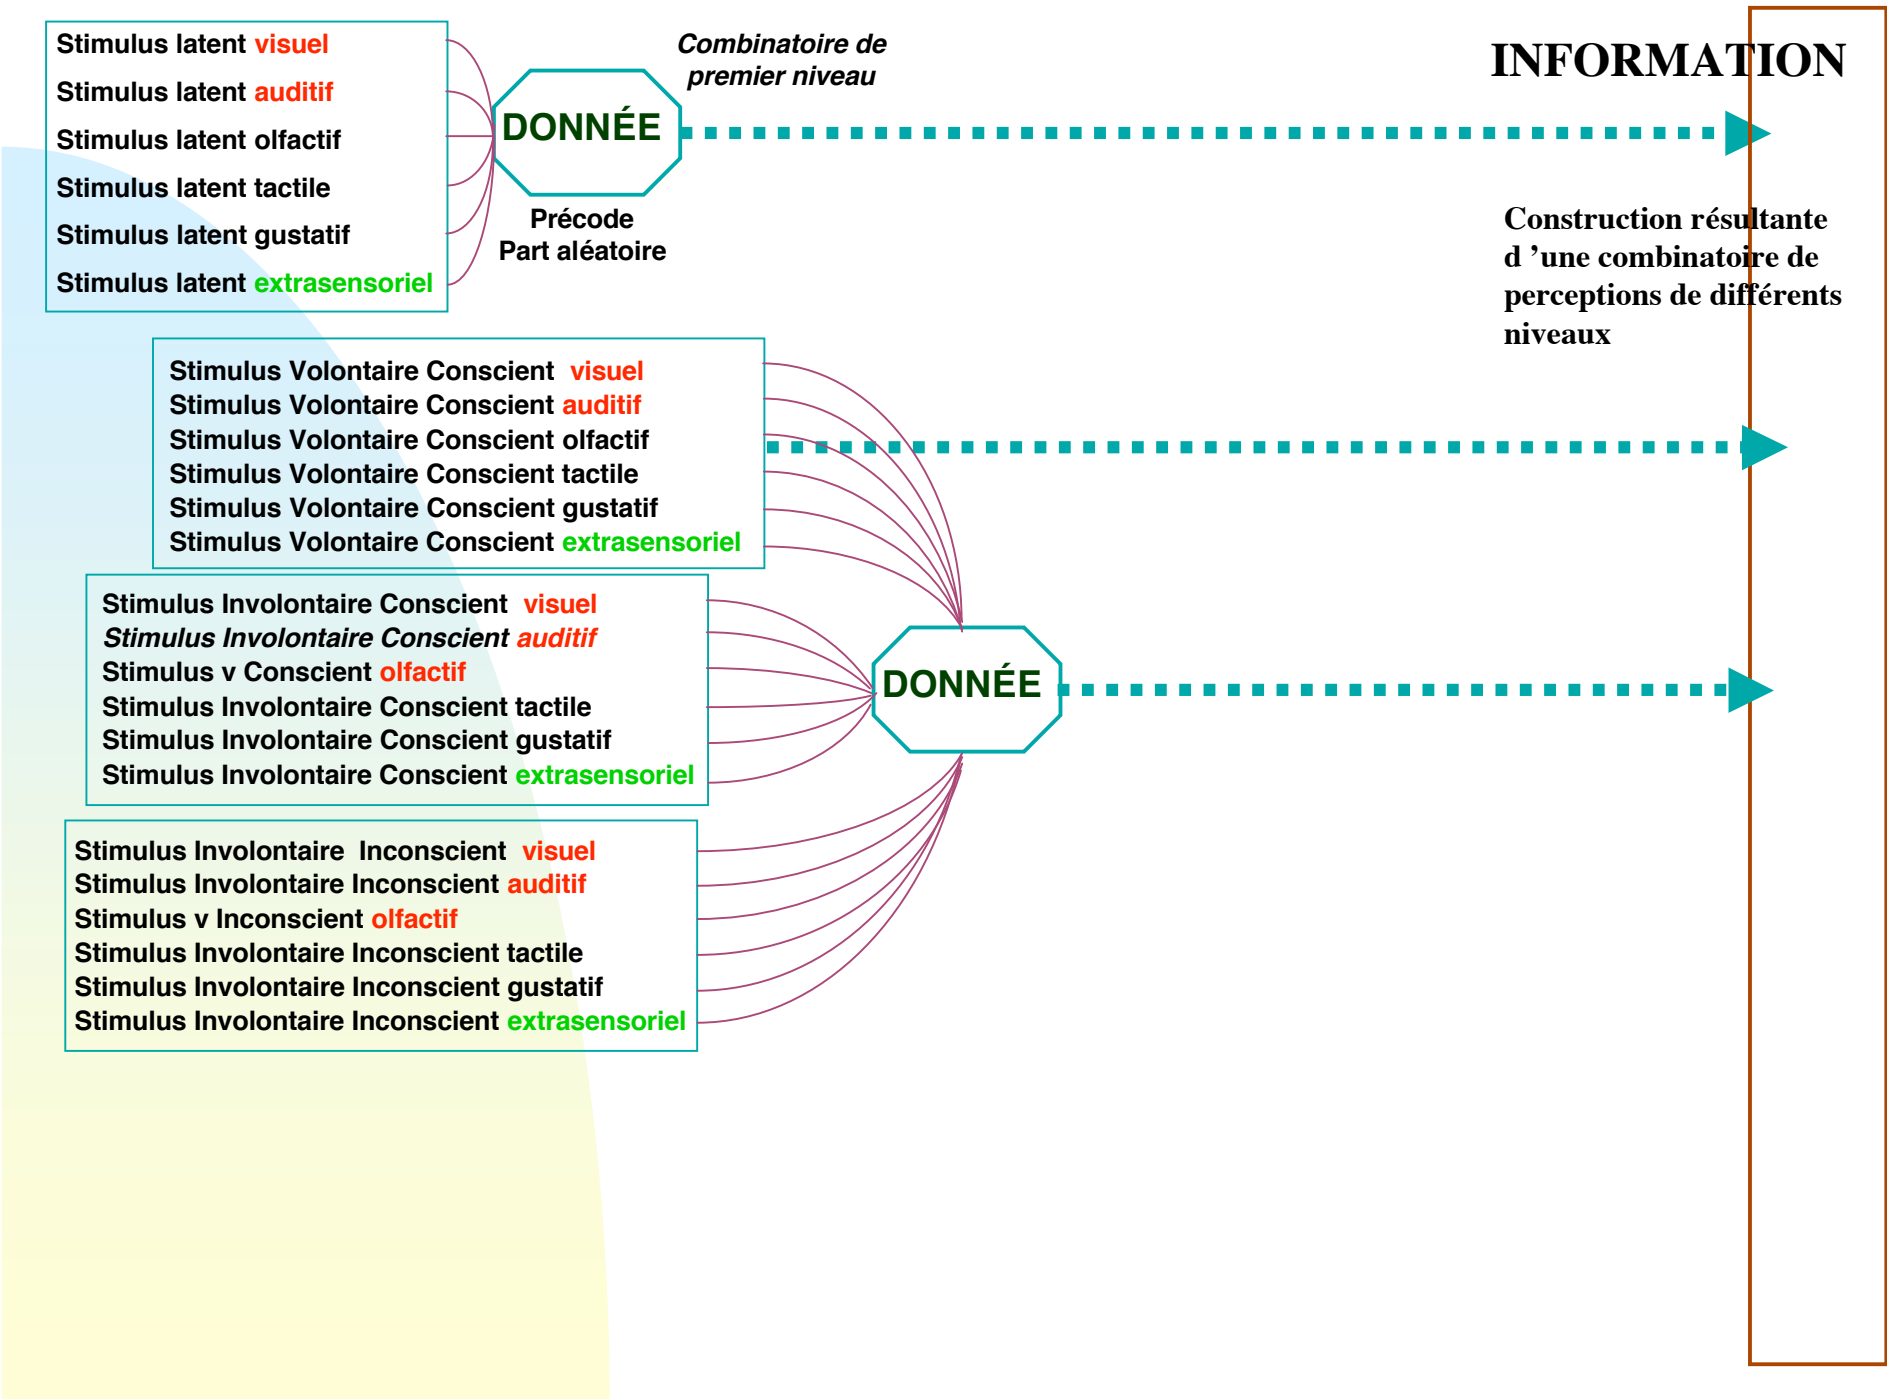 Stimulus latent visuel
Stimulus latent auditif
Stimulus latent olfactif
Stimulus latent tactile
Stimulus latent gustatif
Stimulus latent extrasensoriel
DONNÉE
Précode
Part aléatoire
Combinatoire de
premier niveau
INFORMATION
Construction résultante
d ’une combinatoire de
perceptions de différents
niveaux
Stimulus Volontaire Conscient visuel
Stimulus Volontaire Conscient auditif
Stimulus Volontaire Conscient olfactif
Stimulus Volontaire Conscient tactile
Stimulus Volontaire Conscient gustatif
Stimulus Volontaire Conscient extrasensoriel
Stimulus Involontaire Conscient visuel
Stimulus Involontaire Conscient auditif
Stimulus v Conscient olfactif
Stimulus Involontaire Conscient tactile
Stimulus Involontaire Conscient gustatif
Stimulus Involontaire Conscient extrasensoriel
DONNÉE
Stimulus Involontaire Inconscient visuel
Stimulus Involontaire Inconscient auditif
Stimulus v Inconscient olfactif
Stimulus Involontaire Inconscient tactile
Stimulus Involontaire Inconscient gustatif
Stimulus Involontaire Inconscient extrasensoriel